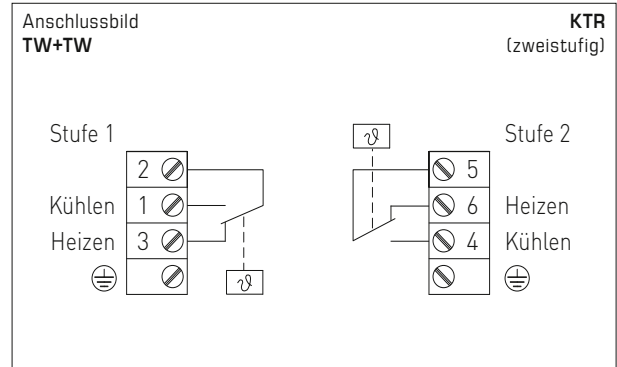 Anschlussbild
TW+TW
KTR
(zweistufig)
Stufe 1
2
Kühlen 1
Heizen 3
ϑ
ϑ
Stufe 2
5
6 Heizen
4 Kühlen